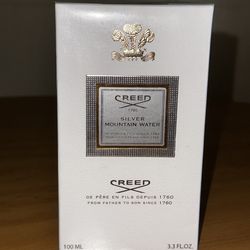 CREED
1760
SILVER
MOUNTAIN WATER
CREED
DE PÈRE EN FILS DEPUIS 1760
FROM FATHER TO SON SINCE 1760
100 ML 3.3 FL.OZ.